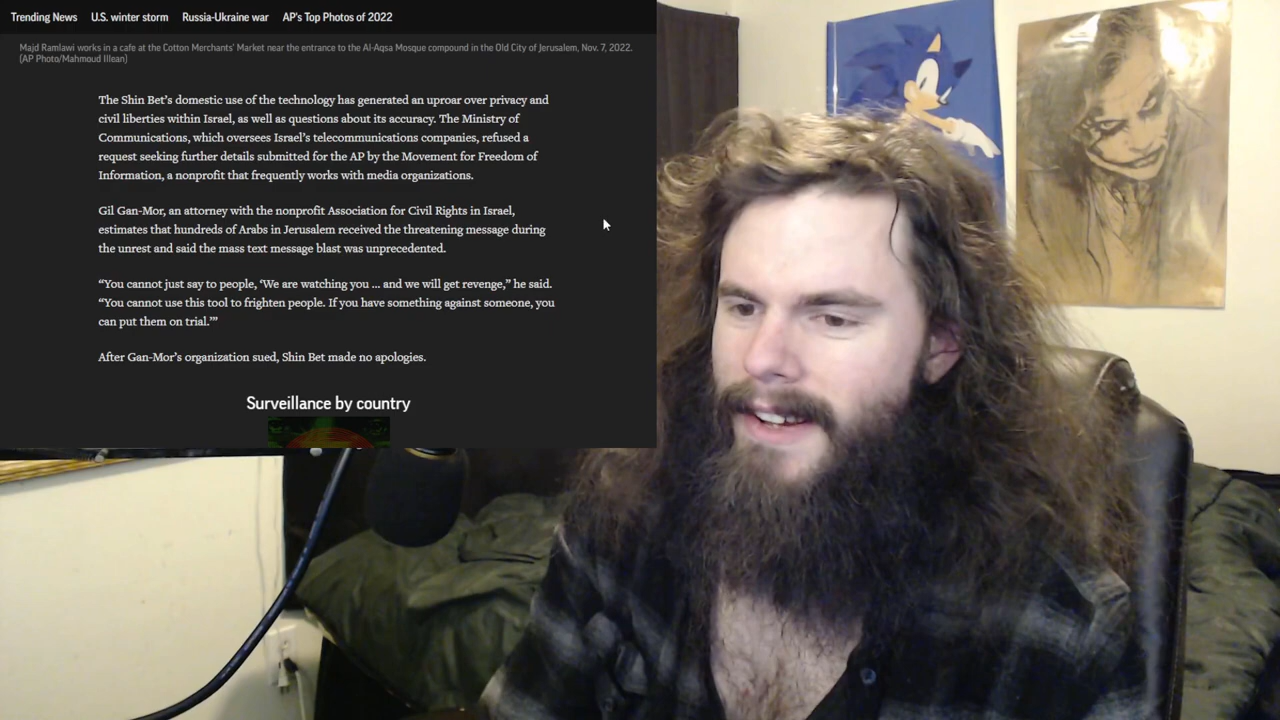 Trending News U.S. winter storm Russia-Ukraine war AP's Top Photos of 2022
Majd Ramlawi works in a cafe at the Cotton Merchants' Market near the entrance to the Al-Aqsa Mosque compound in the Old City of Jerusalem, Nov. 7, 2022.
(AP Photo/Mahmoud Illean)
The Shin Bet’s domestic use of the technology has generated an uproar over privacy and
civil liberties within Israel, as well as questions about its accuracy. The Ministry of
Communications, which oversees Israel’s telecommunications companies, refused a
request seeking further details submitted for the AP by the Movement for Freedom of
Information, a nonprofit that frequently works with media organizations.
Gil Gan-Mor, an attorney with the nonprofit Association for Civil Rights in Israel,
estimates that hundreds of Arabs in Jerusalem received the threatening message during
the unrest and said the mass text message blast was unprecedented.
“You cannot just say to people, ‘We are watching you ... and we will get revenge,” he said.
“You cannot use this tool to frighten people. If you have something against someone, you
can put them on trial.’”
After Gan-Mor’s organization sued, Shin Bet made no apologies.
Surveillance by country